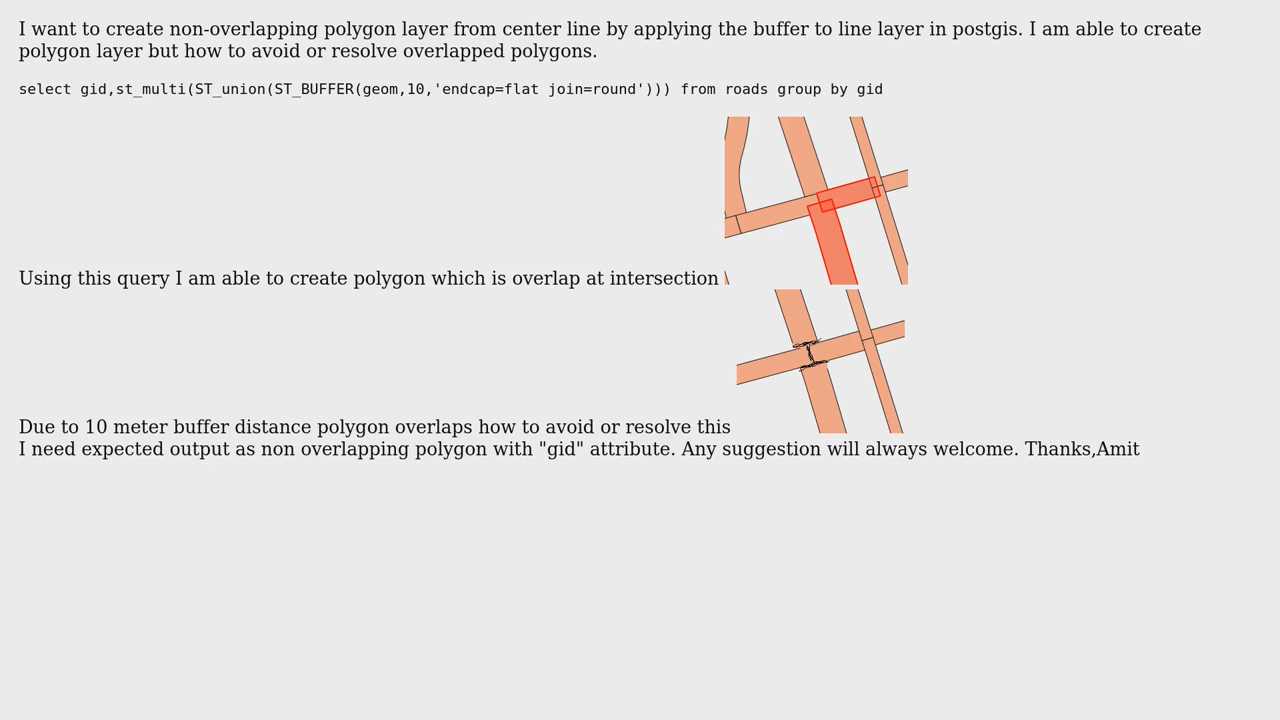 I want to create non-overlapping polygon layer from center line by applying the buffer to line layer in postgis. I am able to create
polygon layer but how to avoid or resolve overlapped polygons.
select gid,st_multi(ST_union(ST_BUFFER(geom,10,'endcap=flat join=round'))) from roads group by gid
Using this query I am able to create polygon which is overlap at intersection
Due to 10 meter buffer distance polygon overlaps how to avoid or resolve this
I need expected output as non overlapping polygon with "gid" attribute. Any suggestion will always welcome. Thanks,Amit